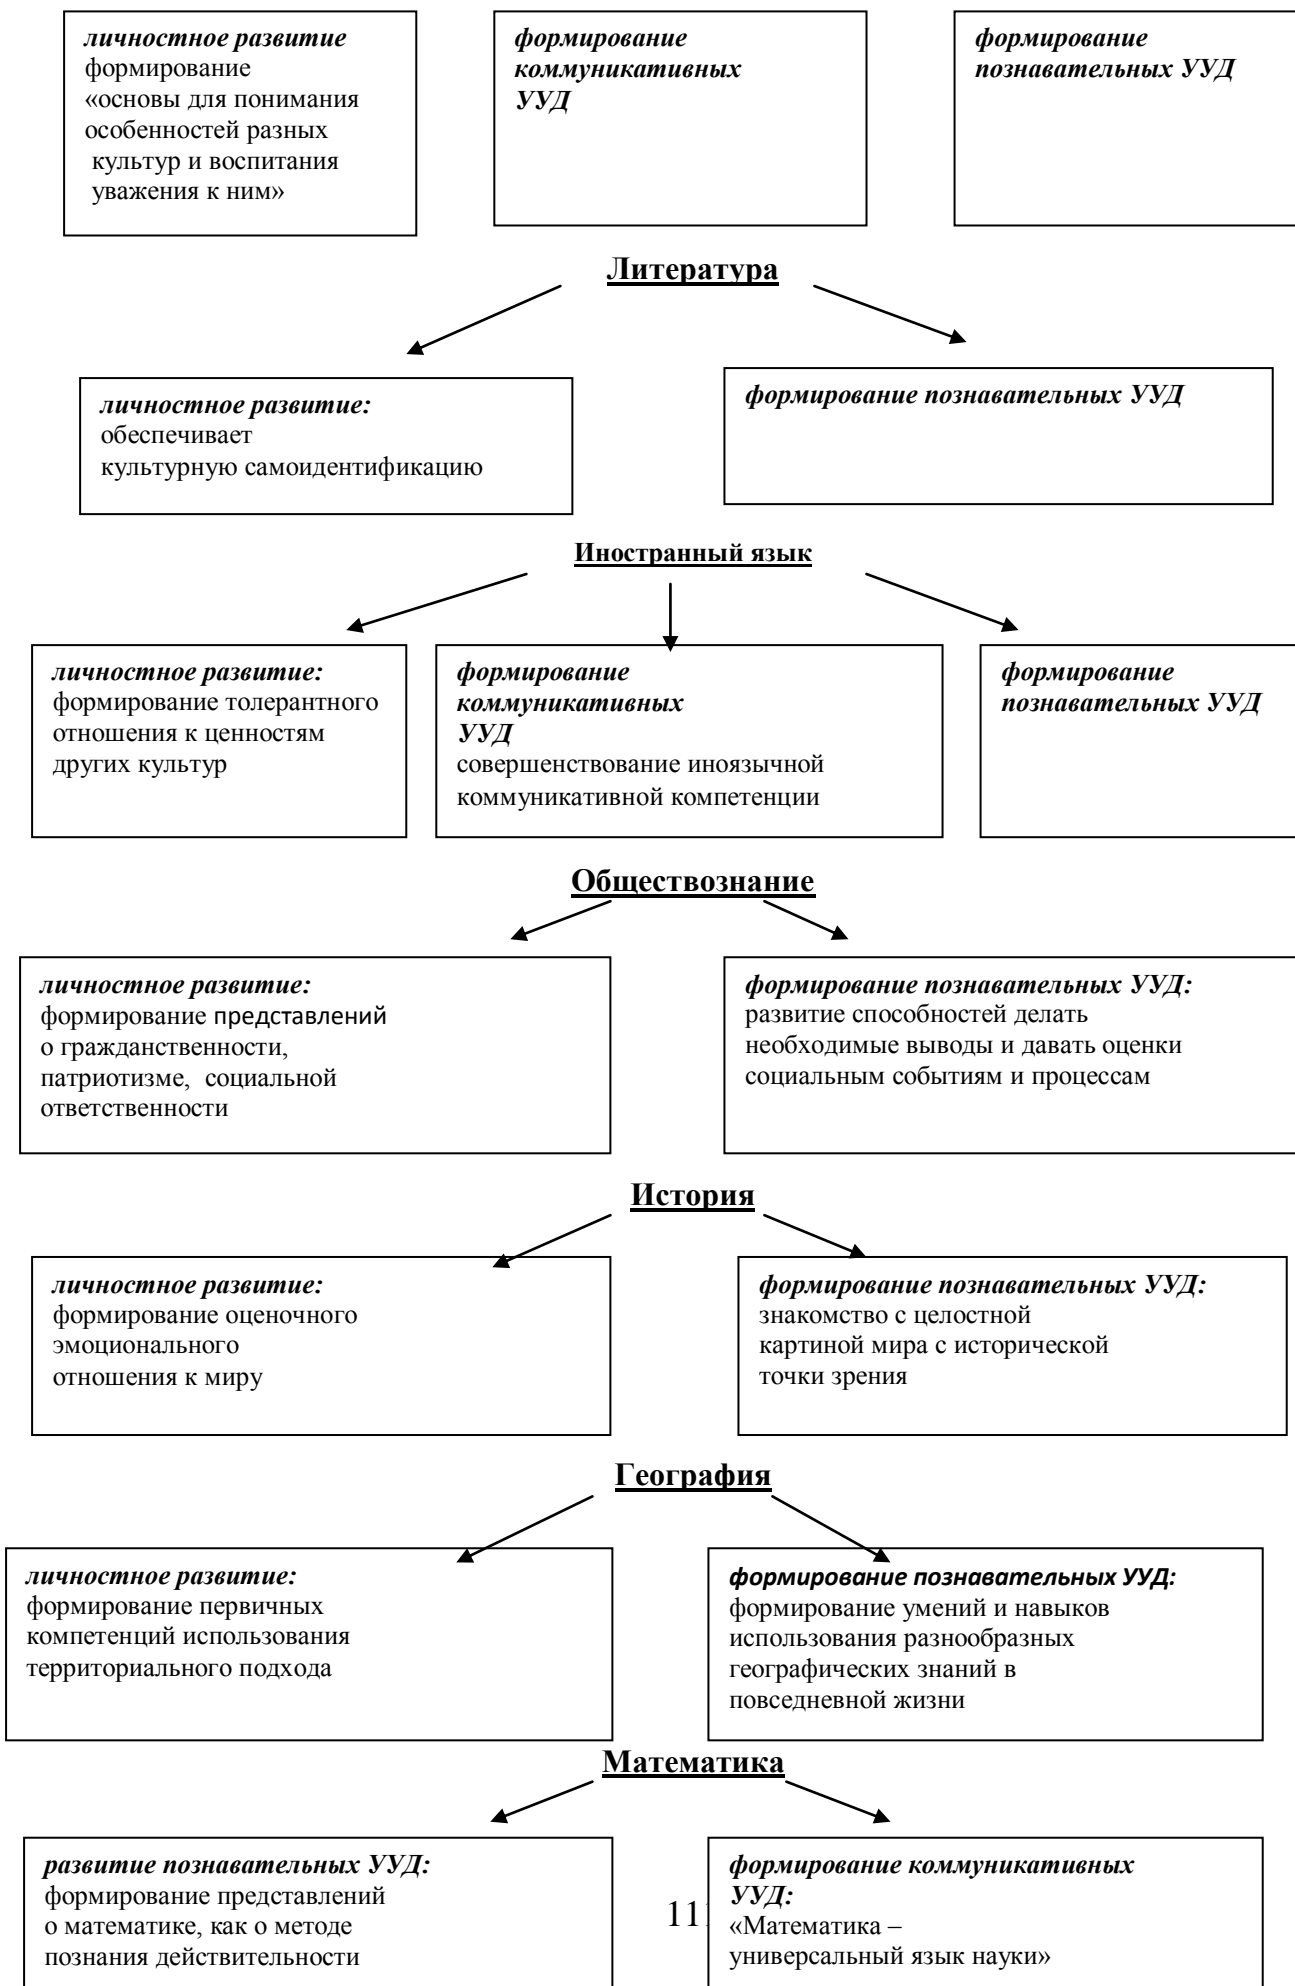 личностное развитие
формирование
«основы для понимания
особенностей разных
культур и воспитания
уважения к ним»
формирование
коммуникативных
УУД
формирование
познавательных УУД
Литература
личностное развитие:
обеспечивает
культурную самоидентификацию
формирование познавательных УУД
Иностранный язык
личностное развитие:
формирование толерантного
отношения к ценностям
других культур
формирование
коммуникативных
УУД
совершенствование иноязычной
коммуникативной компетенции
формирование
познавательных УУД
Обществознание
личностное развитие:
формирование представлений
о гражданственности,
патриотизме, социальной
ответственности
формирование познавательных УУД:
развитие способностей делать
необходимые выводы и давать оценки
социальным событиям и процессам
История
личностное развитие:
формирование оценочного
эмоционального
отношения к миру
формирование познавательных УУД:
знакомство с целостной
картиной мира с исторической
точки зрения
География
личностное развитие:
формирование первичных
компетенций использования
территориального подхода
формирование познавательных УУД:
формирование умений и навыков
использования разнообразных
географических знаний в
повседневной жизни
Математика
развитие познавательных УУД:
формирование представлений
о математике, как о методе
познания действительности
формирование коммуникативных
УУД:
«Математика –
универсальный язык науки»